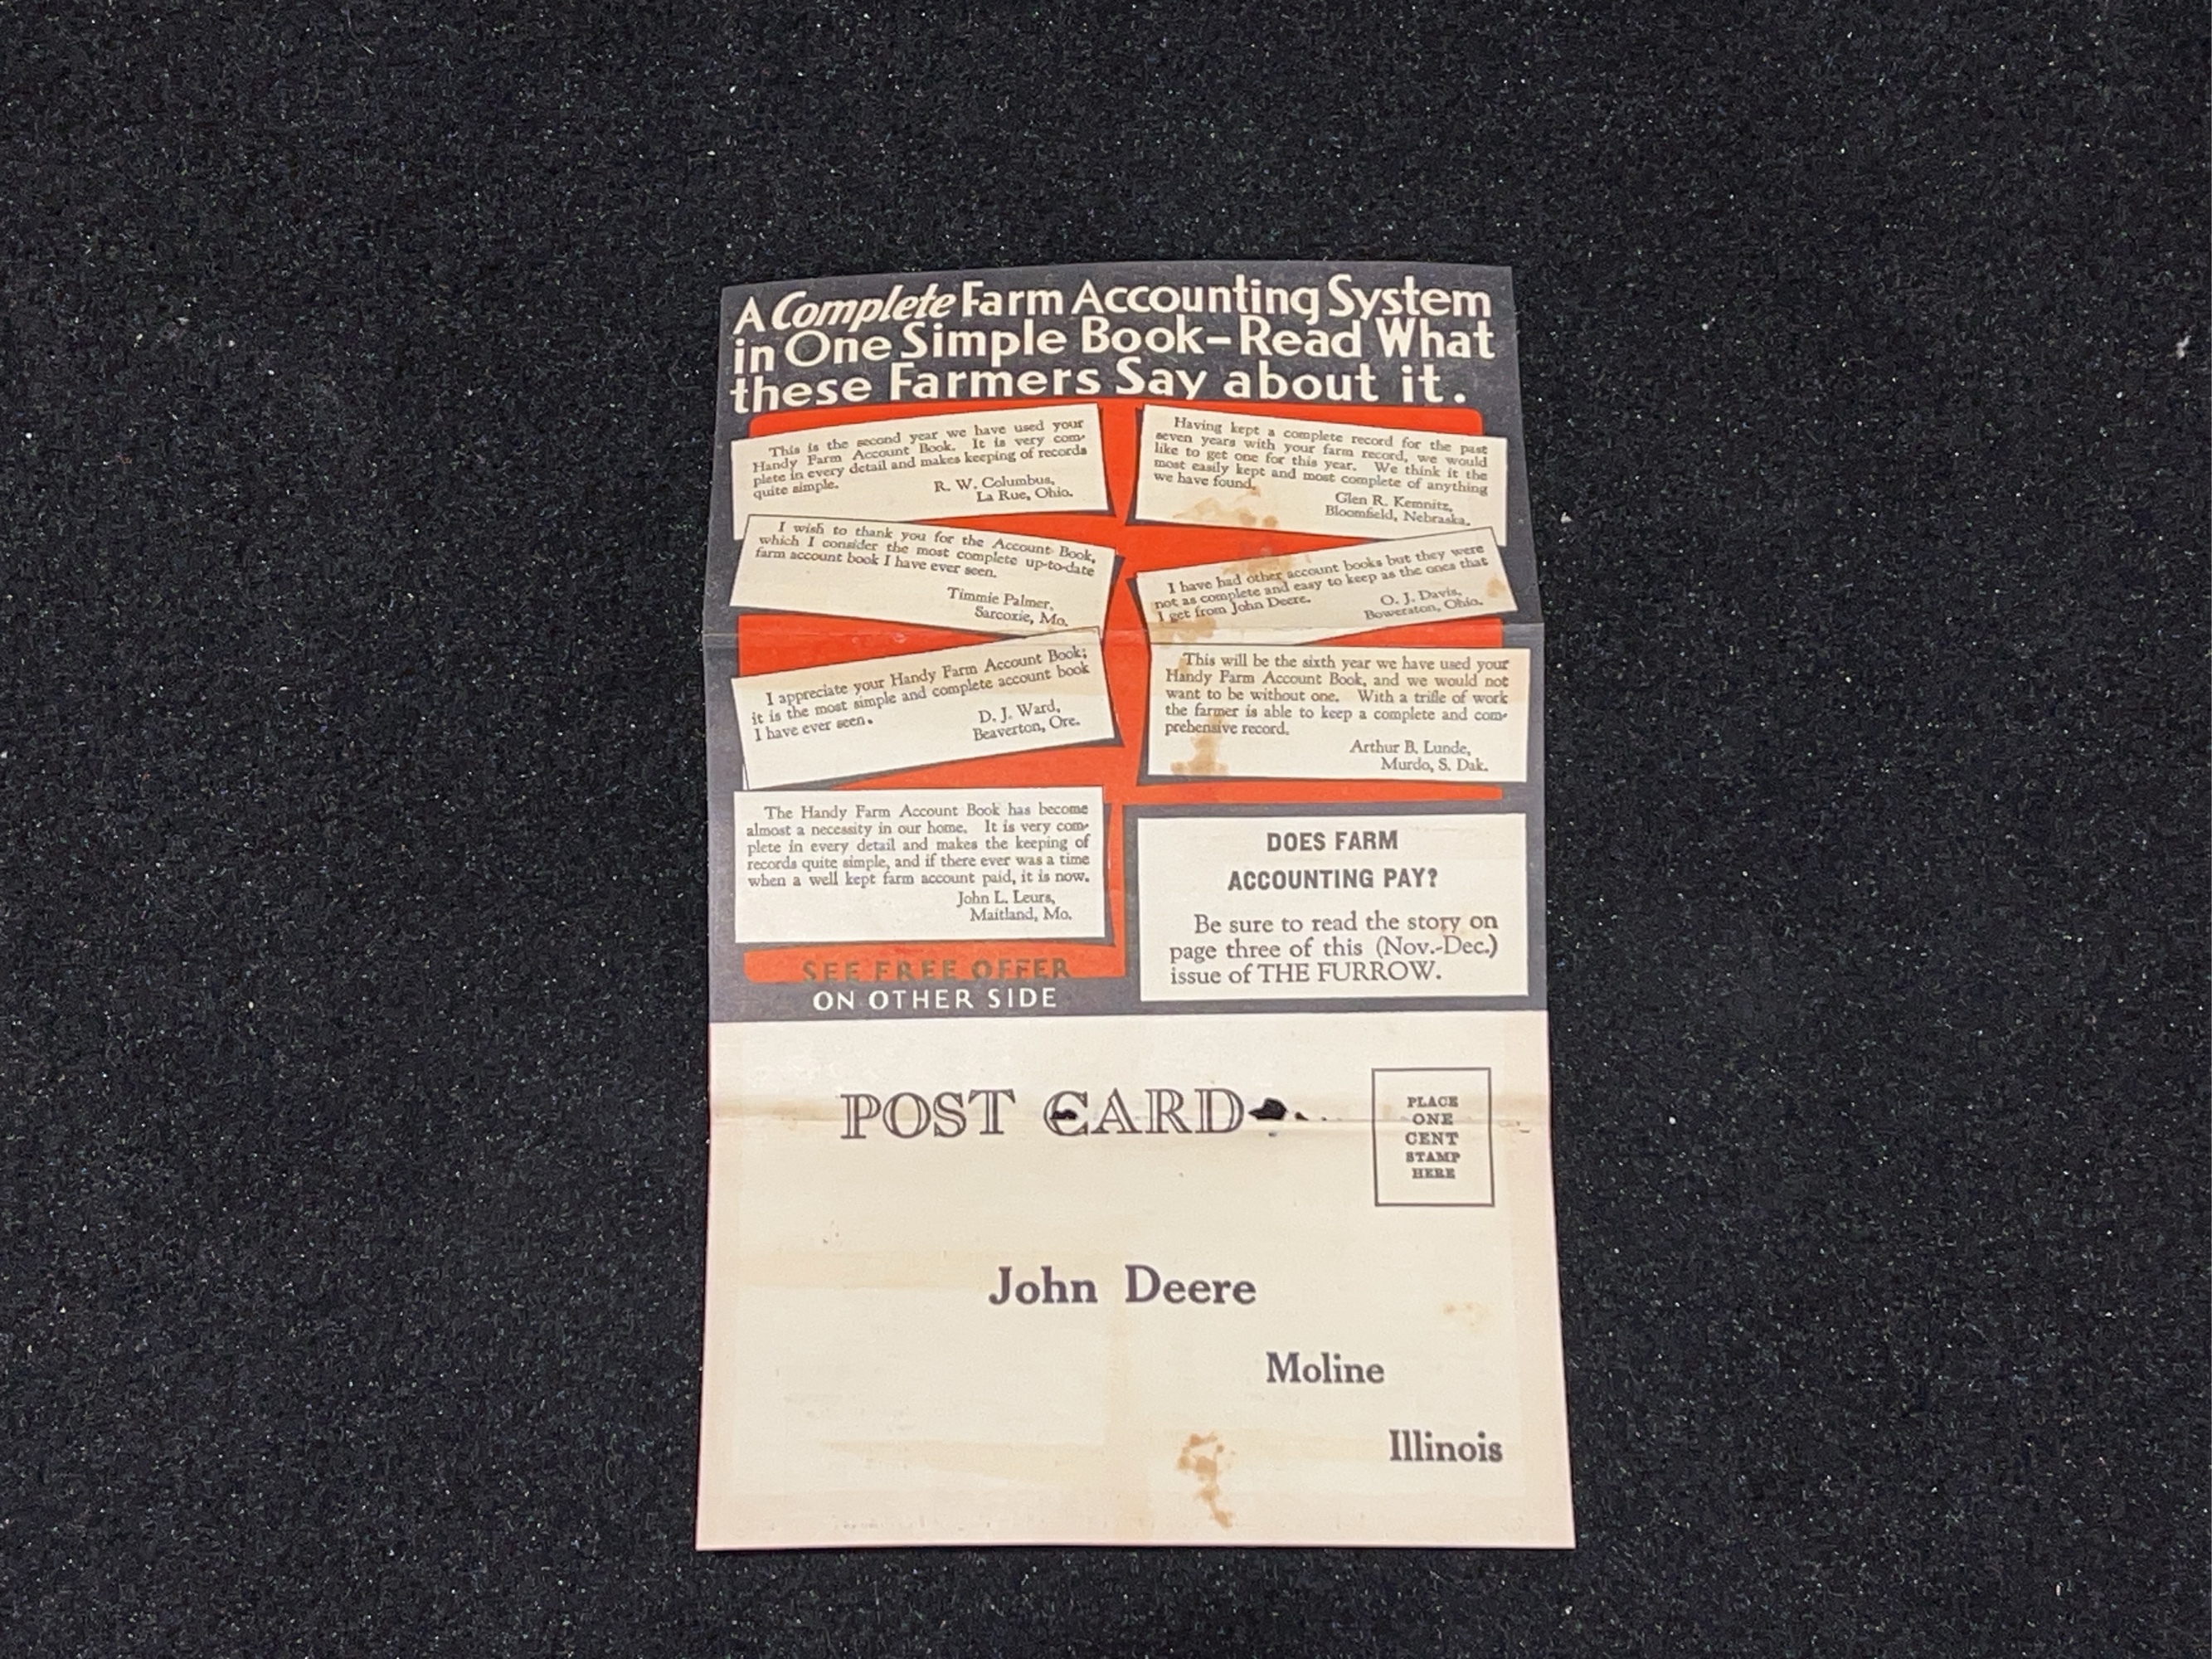 A Complete Farm Accounting System
in One Simple Book–Read What
these Farmers Say about it.
This is the second year we have used your
Handy Farm Account Book. It is very com-
plete in every detail and makes keeping of records
quite simple.
R. W. Columbus,
La Rue, Ohio.
Having kept a complete record for the past
seven years with your farm record, we would
like to get one for this year. We think it the
most easily kept and most complete of anything
we have found.
Glen R. Kemnitz,
Bloomfield, Nebraska.
I wish to thank you for the Account Book,
which I consider the most complete up-to-date
farm account book I have ever seen.
Timmie Palmer,
Sarcoxie, Mo.
I have had other account books but they were
not as complete and easy to keep as the ones that
I get from John Deere.
O. J. Davis,
Bowerston, Ohio.
I appreciate your Handy Farm Account Book;
it is the most simple and complete account book
I have ever seen.
D. J. Ward,
Beaverton, Ore.
This will be the sixth year we have used your
Handy Farm Account Book, and we would not
want to be without one. With a trifle of work
the farmer is able to keep a complete and com-
prehensive record.
Arthur B. Lunde,
Murdo, S. Dak.
The Handy Farm Account Book has become
almost a necessity in our home. It is very com-
plete in every detail and makes the keeping of
records quite simple, and if there ever was a time
when a well kept farm account paid, it is now.
John L. Leurs,
Maitland, Mo.
DOES FARM
ACCOUNTING PAY?
Be sure to read the story on
page three of this (Nov.-Dec.)
issue of THE FURROW.
SEE FREE OFFER
ON OTHER SIDE
POST CARD
PLACE
ONE
CENT
STAMP
HERE
John Deere
Moline
Illinois